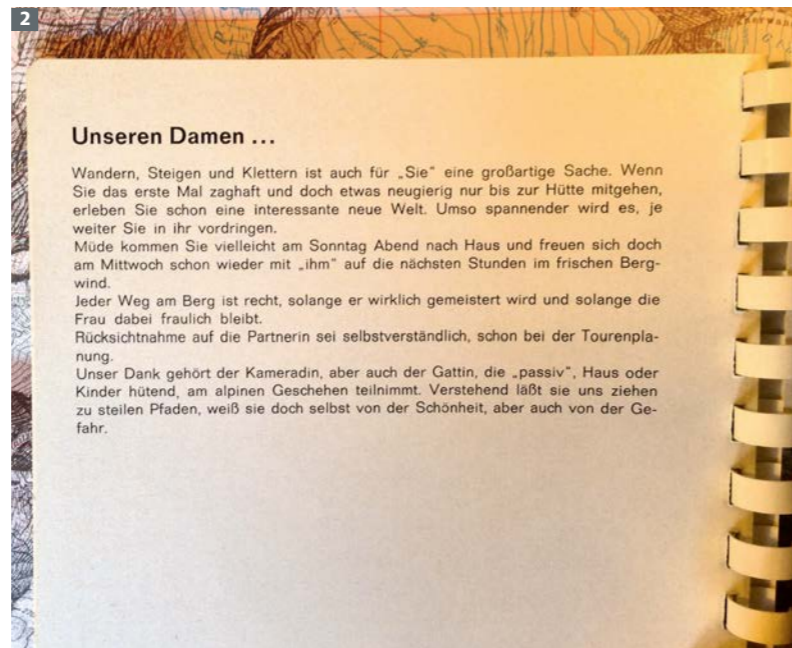 2
Unseren Damen ...
Wandern, Steigen und Klettern ist auch für „Sie“ eine großartige Sache. Wenn
Sie das erste Mal zaghaft und doch etwas neugierig nur bis zur Hütte mitgehen,
erleben Sie schon eine interessante neue Welt. Umso spannender wird es, je
weiter Sie in ihr vordringen.
Müde kommen Sie vielleicht am Sonntag Abend nach Haus und freuen sich doch
am Mittwoch schon wieder mit „ihm“ auf die nächsten Stunden im frischen Berg-
wind.
Jeder Weg am Berg ist recht, solange er wirklich gemeistert wird und solange die
Frau dabei fraulich bleibt.
Rücksichtnahme auf die Partnerin sei selbstverständlich, schon bei der Tourenpla-
nung.
Unser Dank gehört der Kameradin, aber auch der Gattin, die „passiv“, Haus oder
Kinder hütend, am alpinen Geschehen teilnimmt. Verstehend läßt sie uns ziehen
zu steilen Pfaden, weiß sie doch selbst von der Schönheit, aber auch von der Ge-
fahr.